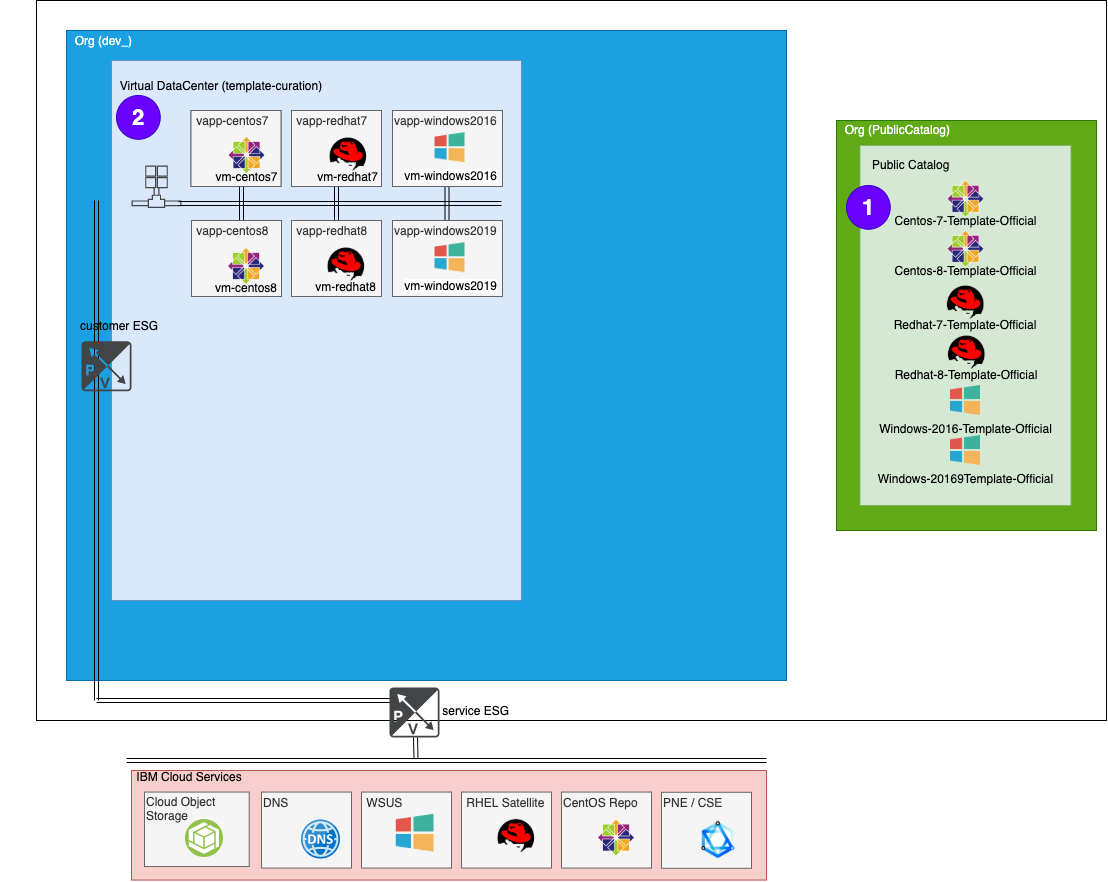 Org (dev_)
Virtual DataCenter (template-curation)
2
vapp-centos7
vm-centos7
vapp-redhat7
vm-redhat7
vapp-windows2016
vm-windows2016
vapp-centos8
vm-centos8
vapp-redhat8
vm-redhat8
vapp-windows2019
vm-windows2019
customer ESG
P
V
Org (PublicCatalog)
Public Catalog
1
Centos-7-Template-Official
Centos-8-Template-Official
Redhat-7-Template-Official
Redhat-8-Template-Official
Windows-2016-Template-Official
Windows-20169Template-Official
P
V
service ESG
IBM Cloud Services
Cloud Object
Storage
DNS
DNS
WSUS
RHEL Satellite
CentOS Repo
PNE / CSE